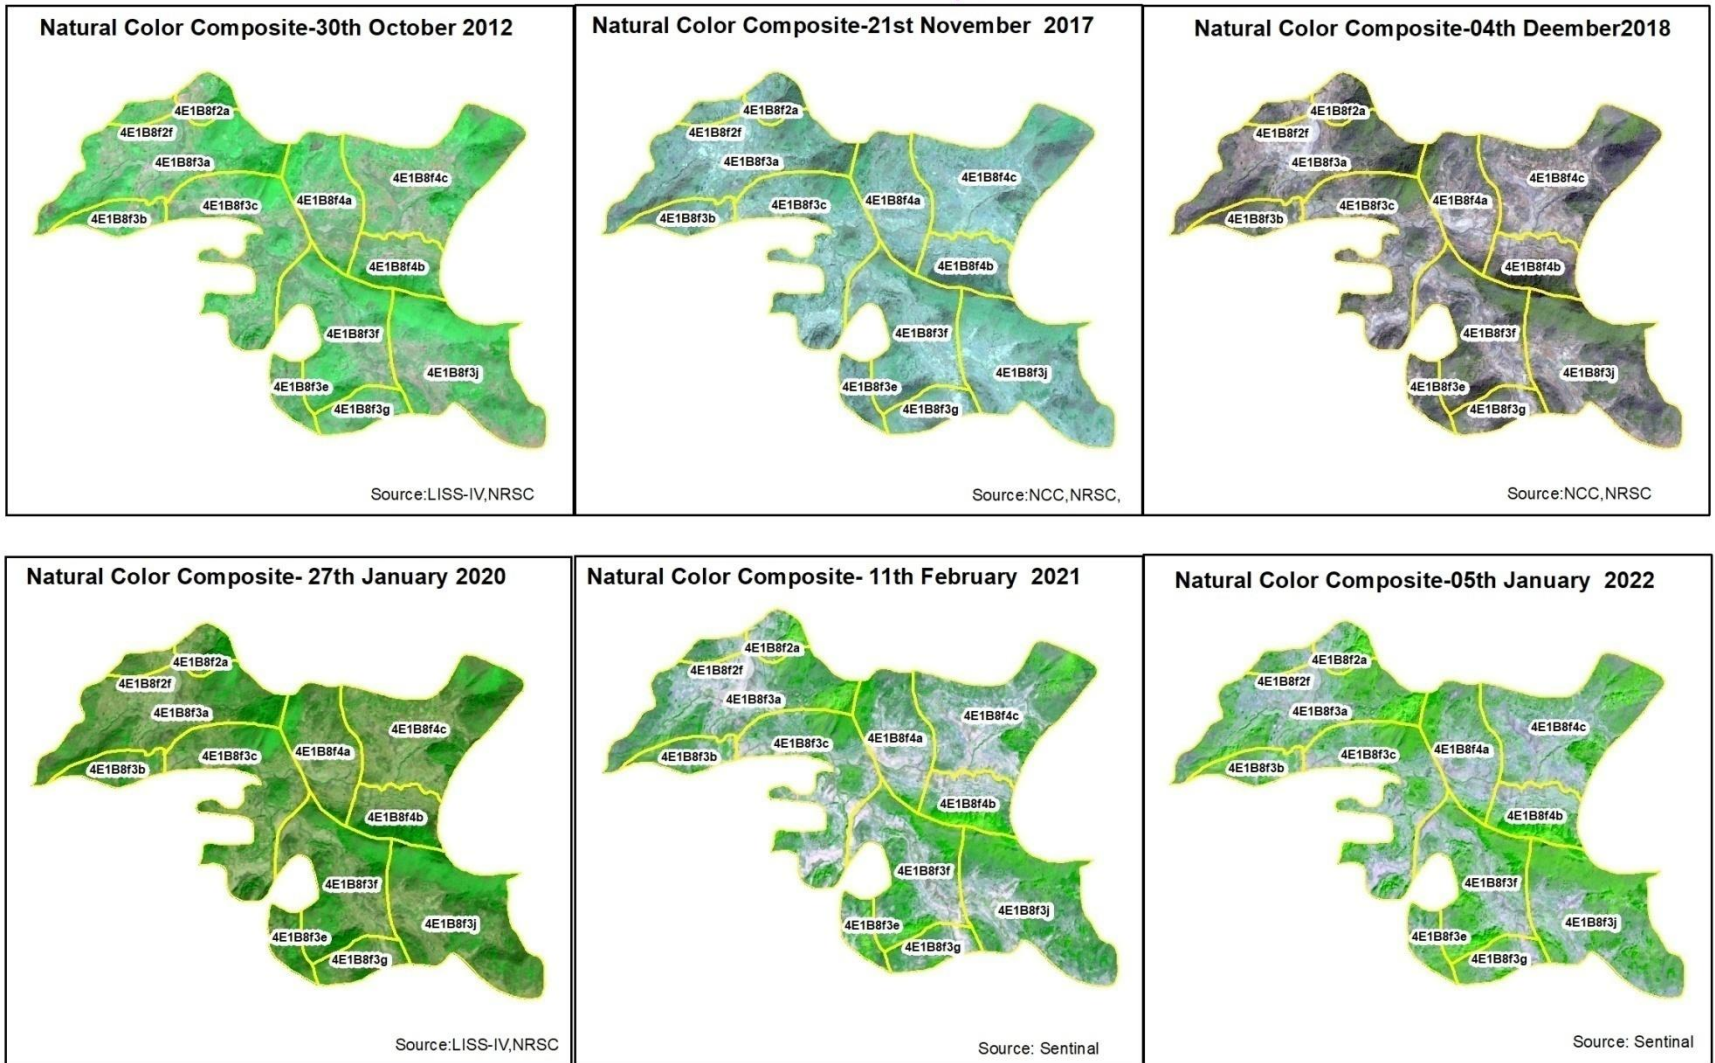 Natural Color Composite-30th October 2012
4E1B8f2a
4E1B8f2f
4E1B8f3a
4E1B8f4c
4E1B8f4a
4E1B8f3c
4E1B8f3b
4E1B8f4b
4E1B8f3f
4E1B8f3j
4E1B8f3e
4E1B8f3g
Source:LISS-IV,NRSC
Natural Color Composite-21st November 2017
4E1B8f2a
4E1B8f2f
4E1B8f3a
4E1B8f4c
4E1B8f4a
4E1B8f3c
4E1B8f3b
4E1B8f4b
4E1B8f3f
4E1B8f3j
4E1B8f3e
4E1B8f3g
Source:NCC,NRSC,
Natural Color Composite-04th Deember2018
4E1B8f2a
4E1B8f2f
4E1B8f3a
4E1B8f4c
4E1B8f4a
4E1B8f3c
4E1B8f3b
4E1B8f4b
4E1B8f3f
4E1B8f3j
4E1B8f3e
4E1B8f3g
Source:NCC,NRSC
Natural Color Composite- 27th January 2020
4E1B8f2a
4E1B8f2f
4E1B8f3a
4E1B8f4c
4E1B8f4a
4E1B8f3c
4E1B8f3b
4E1B8f4b
4E1B8f3f
4E1B8f3j
4E1B8f3e
4E1B8f3g
Source:LISS-IV,NRSC
Natural Color Composite- 11th February 2021
4E1B8f2a
4E1B8f2f
4E1B8f3a
4E1B8f4c
4E1B8f4a
4E1B8f3c
4E1B8f3b
4E1B8f4b
4E1B8f3f
4E1B8f3j
4E1B8f3e
4E1B8f3g
Source: Sentinal
Natural Color Composite-05th January 2022
4E1B8f2a
4E1B8f2f
4E1B8f3a
4E1B8f4c
4E1B8f4a
4E1B8f3c
4E1B8f3b
4E1B8f4b
4E1B8f3f
4E1B8f3j
4E1B8f3e
4E1B8f3g
Source: Sentinal